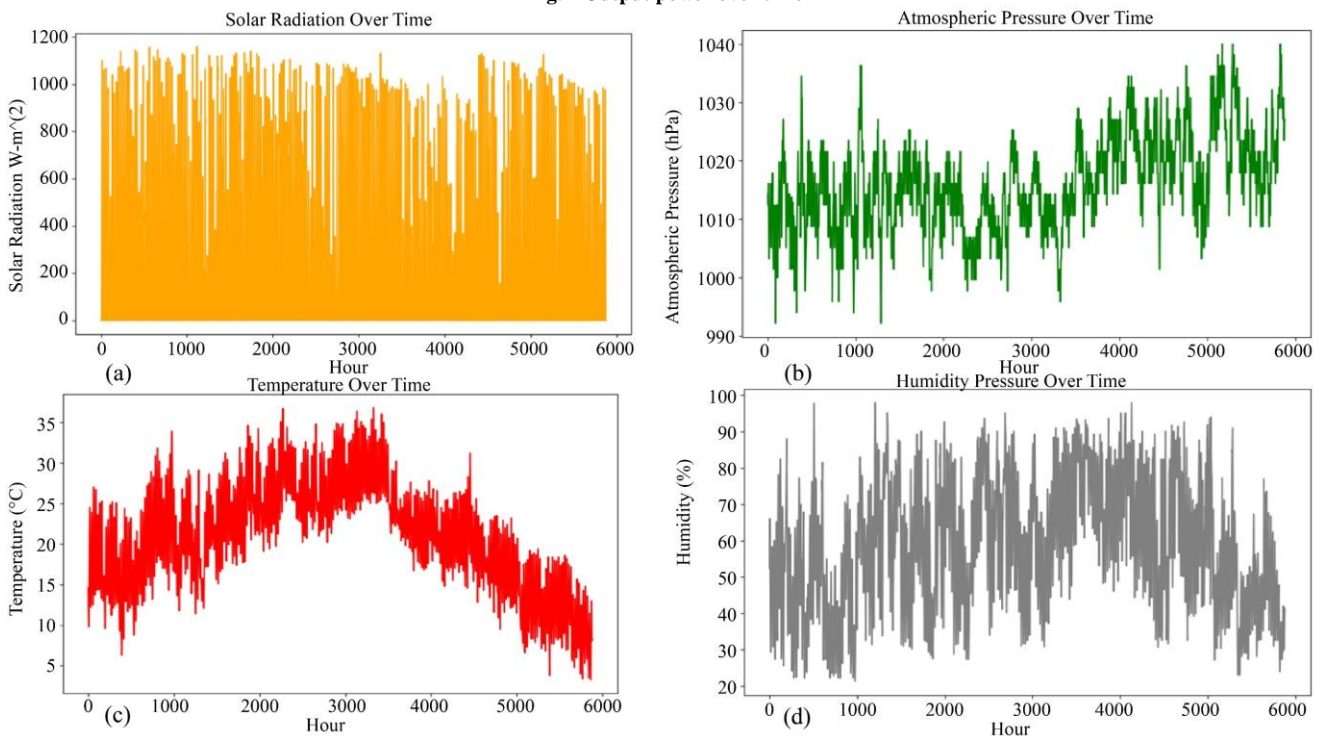 Solar Radiation Over Time
1200
1000
800
600
400
200
0
Solar Radiation W-m^(2)
0 1000 2000 3000 4000 5000 6000
Hour
(a)
Atmospheric Pressure Over Time
1040
1030
1020
1010
1000
990
Atmospheric Pressure (hPa)
0 1000 2000 3000 4000 5000 6000
Hour
(b)
Temperature Over Time
35
30
25
20
15
10
5
Temperature (°C)
0 1000 2000 3000 4000 5000 6000
Hour
(c)
Humidity Pressure Over Time
100
90
80
70
60
50
40
30
20
Humidity (%)
0 1000 2000 3000 4000 5000 6000
Hour
(d)